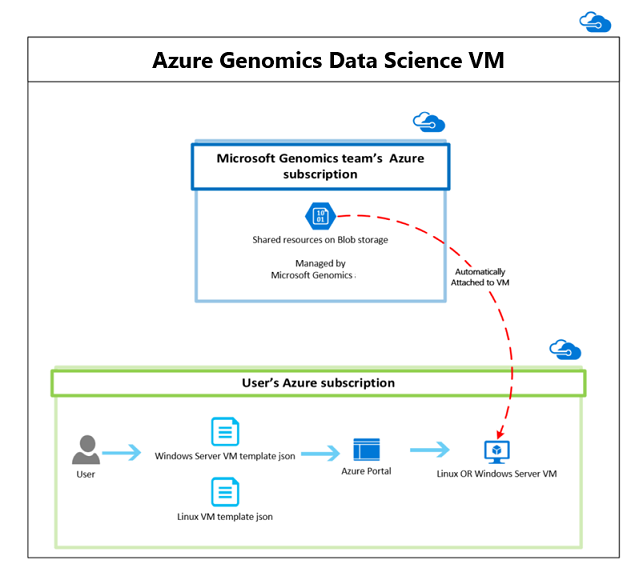 Azure Genomics Data Science VM
Microsoft Genomics team's Azure
subscription
10
01
Shared resources on Blob storage
Managed by
Microsoft Genomics.
Automatically
Attached to VM
User's Azure subscription
User
Windows Server VM template json
Linux VM template json
Azure Portal
Linux OR Windows Server VM